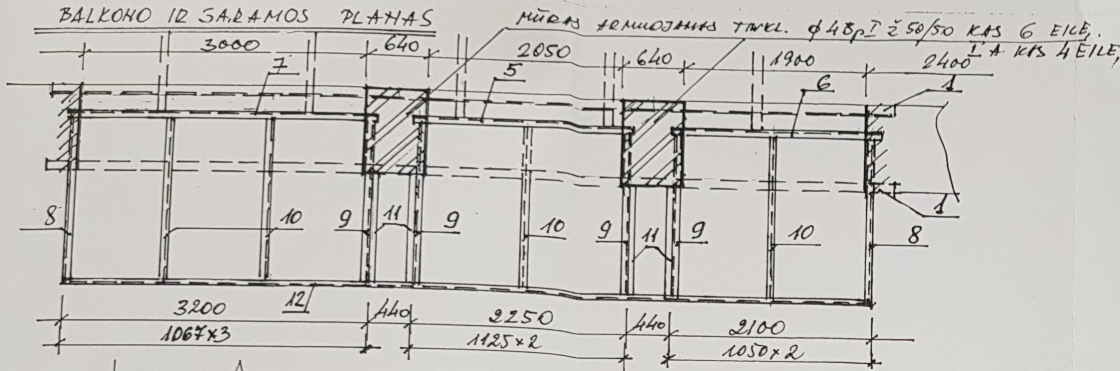 BALKONO IR SĄRAMOS PLANAS
MŪRAS ARMUOJAMAS TINKL. φ4BpI ž 50/50 KAS 6 EILĘ,
I A KAS 4 EILĘ,
3000 640 2050 640 1900 2400
7 5 6 1
8 10 9 11 9 10 9 11 9 10 8 1
12
3200 440 2250 440 2100
1067×3 1125×2 1050×2